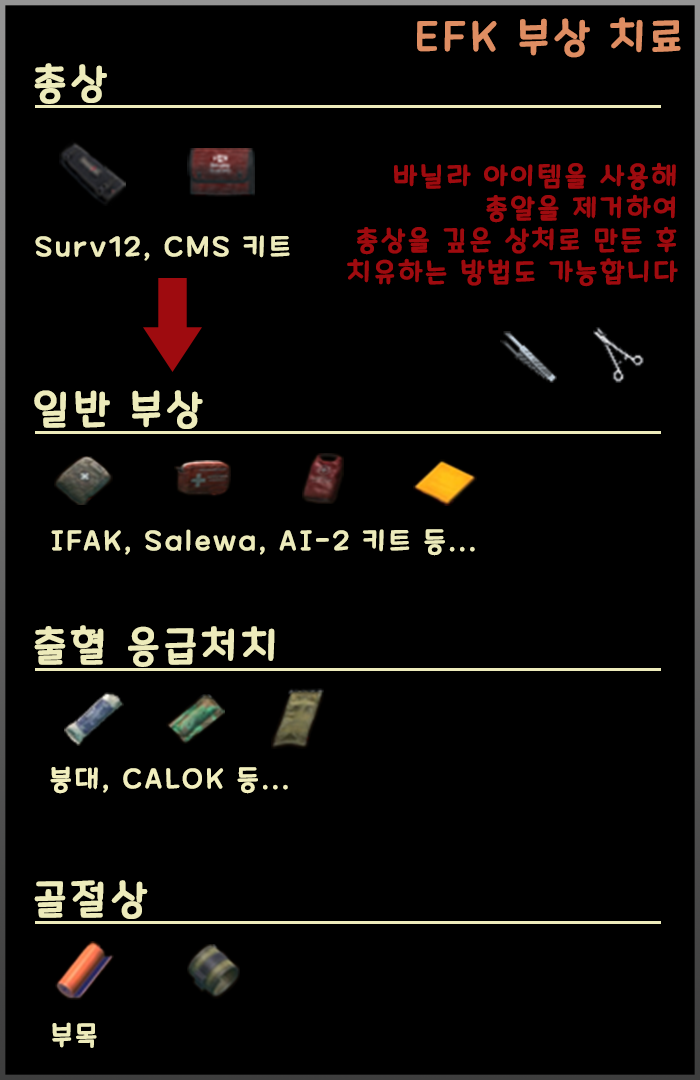 EFK 부상 치료
총상
바닐라 아이템을 사용해
총알을 제거하여
총상을 깊은 상처로 만든 후
치유하는 방법도 가능합니다
Surv12, CMS 키트
일반 부상
IFAK, Salewa, AI-2 키트 등...
출혈 응급처치
붕대, CALOK 등...
골절상
부목